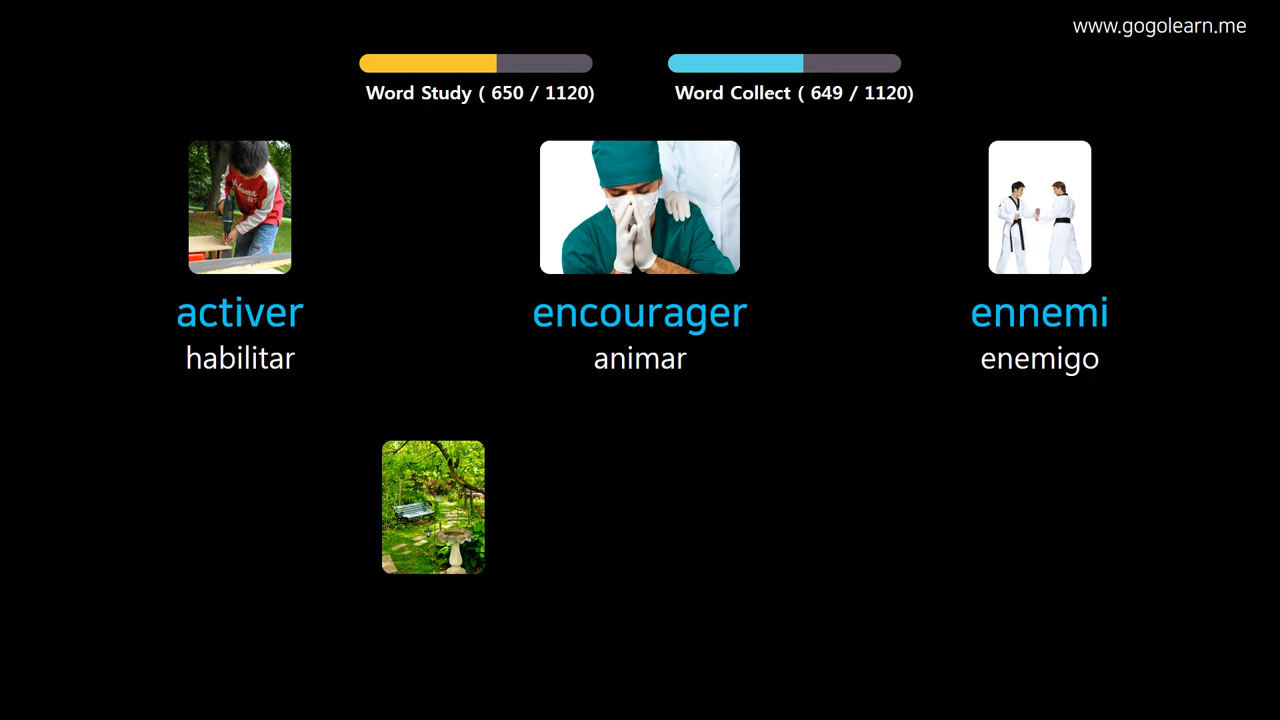 www.gogolearn.me
Word Study ( 650 / 1120)
Word Collect ( 649 / 1120)
activer
habilitar
encourager
animar
ennemi
enemigo